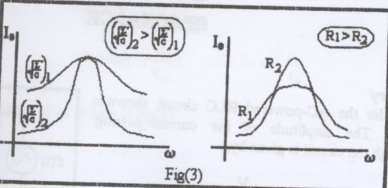 I₀
(√(L/C))₂ > (√(L/C))₁
(√(L/C))₁
(√(L/C))₂
ω
I₀
R₁>R₂
R₂
R₁
ω
Fig(3)